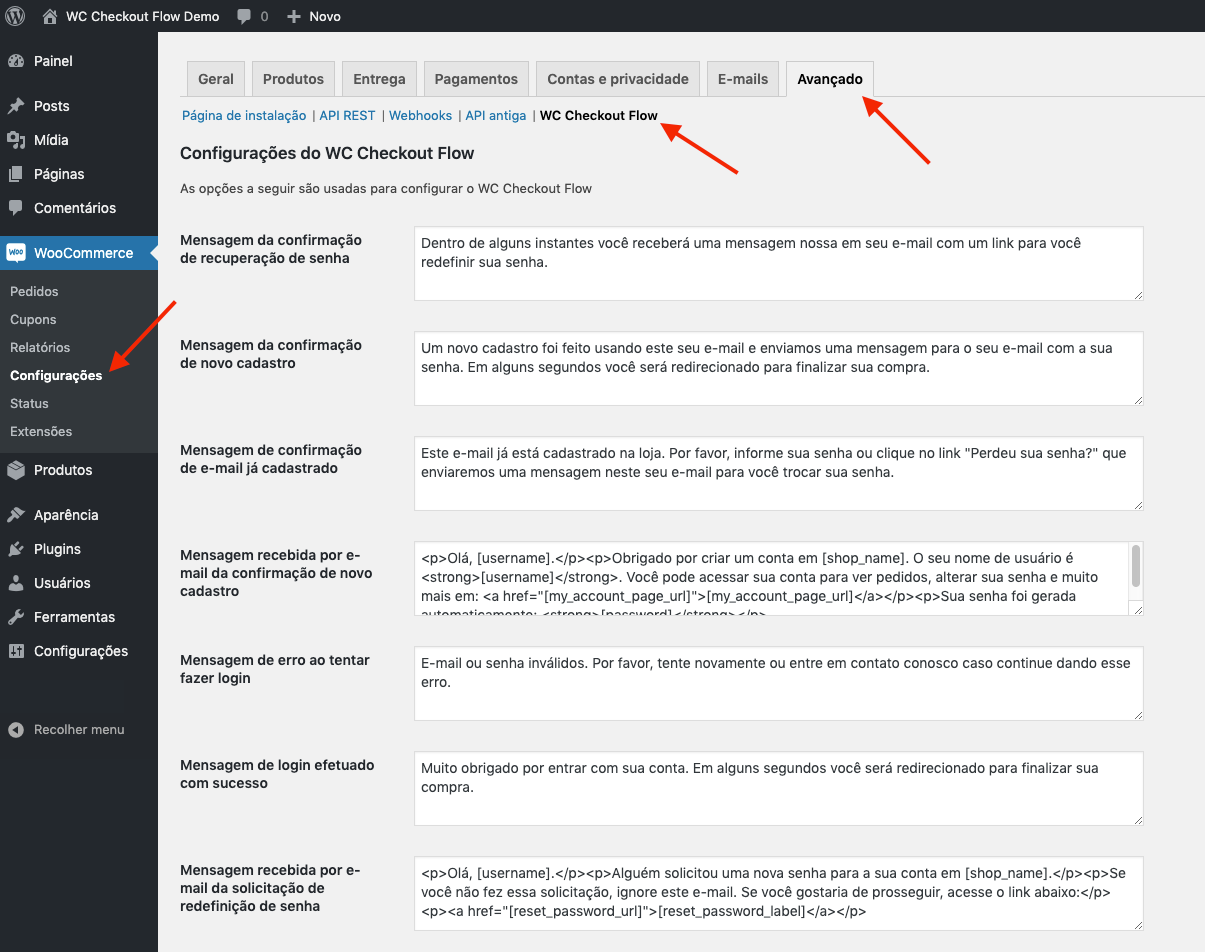 WC Checkout Flow Demo 0 Novo
Painel
Posts
Mídia
Páginas
Comentários
WooCommerce
Pedidos
Cupons
Relatórios
Configurações
Status
Extensões
Produtos
Aparência
Plugins
Usuários
Ferramentas
Configurações
Recolher menu
Geral Produtos Entrega Pagamentos Contas e privacidade E-mails Avançado
Página de instalação | API REST | Webhooks | API antiga | WC Checkout Flow
Configurações do WC Checkout Flow
As opções a seguir são usadas para configurar o WC Checkout Flow
Mensagem da confirmação
de recuperação de senha
Dentro de alguns instantes você receberá uma mensagem nossa em seu e-mail com um link para você
redefinir sua senha.
Mensagem da confirmação
de novo cadastro
Um novo cadastro foi feito usando este seu e-mail e enviamos uma mensagem para o seu e-mail com a sua
senha. Em alguns segundos você será redirecionado para finalizar sua compra.
Mensagem de confirmação
de e-mail já cadastrado
Este e-mail já está cadastrado na loja. Por favor, informe sua senha ou clique no link "Perdeu sua senha?" que
enviaremos uma mensagem neste seu e-mail para você trocar sua senha.
Mensagem recebida por e-
mail da confirmação de novo
cadastro
<p>Olá, [username].</p><p>Obrigado por criar um conta em [shop_name]. O seu nome de usuário é
<strong>[username]</strong>. Você pode acessar sua conta para ver pedidos, alterar sua senha e muito
mais em: <a href="[my_account_page_url]">[my_account_page_url]</a></p><p>Sua senha foi gerada
automaticamente: <strong>[password]</strong></p>
Mensagem de erro ao tentar
fazer login
E-mail ou senha inválidos. Por favor, tente novamente ou entre em contato conosco caso continue dando esse
erro.
Mensagem de login efetuado
com sucesso
Muito obrigado por entrar com sua conta. Em alguns segundos você será redirecionado para finalizar sua
compra.
Mensagem recebida por e-
mail da solicitação de
redefinição de senha
<p>Olá, [username].</p><p>Alguém solicitou uma nova senha para a sua conta em [shop_name].</p><p>Se
você não fez essa solicitação, ignore este e-mail. Se você gostaria de prosseguir, acesse o link abaixo:</p>
<p><a href="[reset_password_url]">[reset_password_label]</a></p>